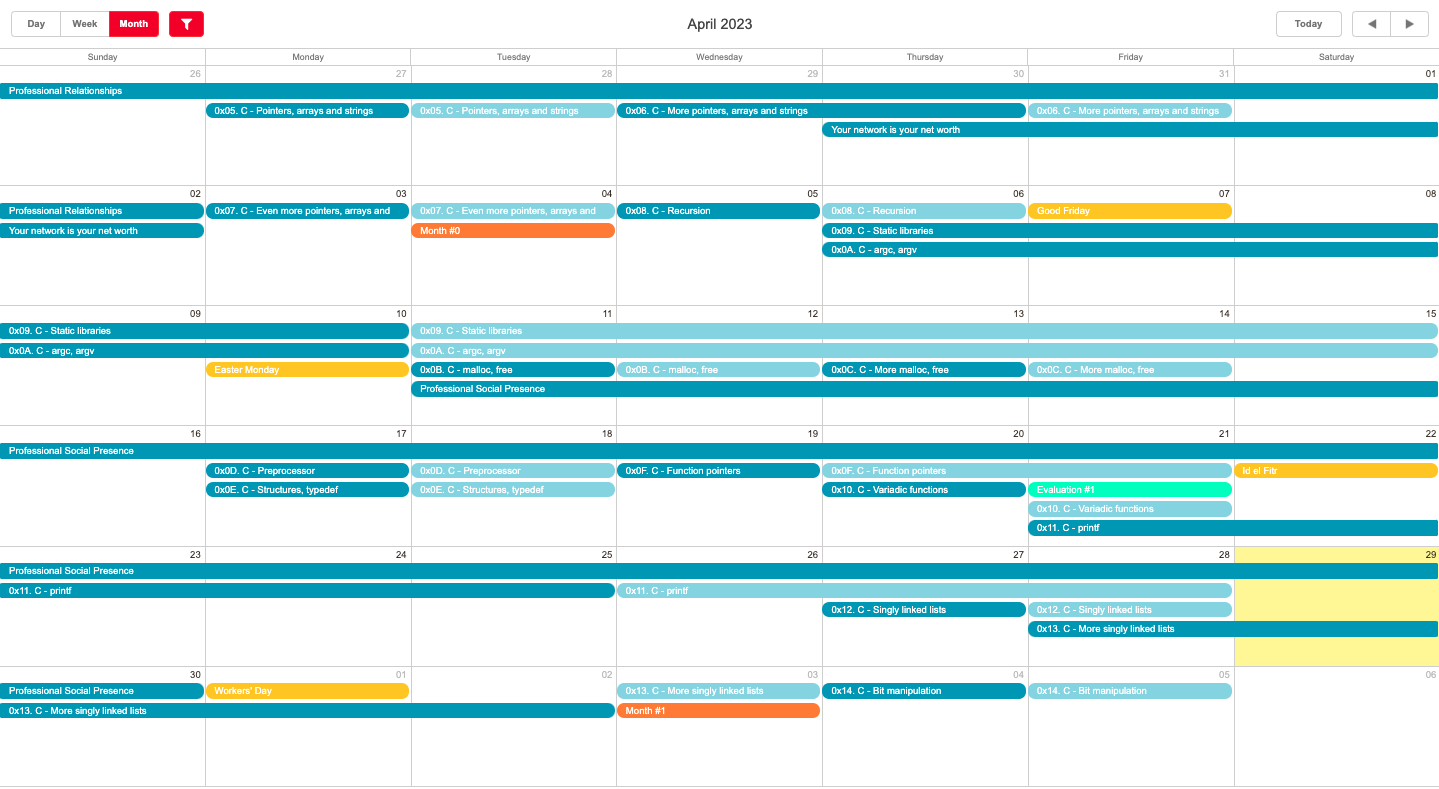 Day Week Month April 2023 Today
Sunday Monday Tuesday Wednesday Thursday Friday Saturday
26 27 28 29 30 31 01
Professional Relationships
0x05. C - Pointers, arrays and strings 0x05. C - Pointers, arrays and strings 0x06. C - More pointers, arrays and strings 0x06. C - More pointers, arrays and strings
Your network is your net worth
02 03 04 05 06 07 08
Professional Relationships 0x07. C - Even more pointers, arrays and 0x07. C - Even more pointers, arrays and 0x08. C - Recursion 0x08. C - Recursion Good Friday
Your network is your net worth Month #0 0x09. C - Static libraries
0x0A. C - argc, argv
09 10 11 12 13 14 15
0x09. C - Static libraries 0x09. C - Static libraries
0x0A. C - argc, argv 0x0A. C - argc, argv
Easter Monday 0x0B. C - malloc, free 0x0B. C - malloc, free 0x0C. C - More malloc, free 0x0C. C - More malloc, free
Professional Social Presence
16 17 18 19 20 21 22
Professional Social Presence
0x0D. C - Preprocessor 0x0D. C - Preprocessor 0x0F. C - Function pointers 0x0F. C - Function pointers Id el Fitr
0x0E. C - Structures, typedef 0x0E. C - Structures, typedef 0x10. C - Variadic functions Evaluation #1
0x10. C - Variadic functions
0x11. C - printf
23 24 25 26 27 28 29
Professional Social Presence
0x11. C - printf 0x11. C - printf
0x12. C - Singly linked lists 0x12. C - Singly linked lists
0x13. C - More singly linked lists
30 01 02 03 04 05 06
Professional Social Presence Workers' Day 0x13. C - More singly linked lists 0x14. C - Bit manipulation 0x14. C - Bit manipulation
0x13. C - More singly linked lists Month #1